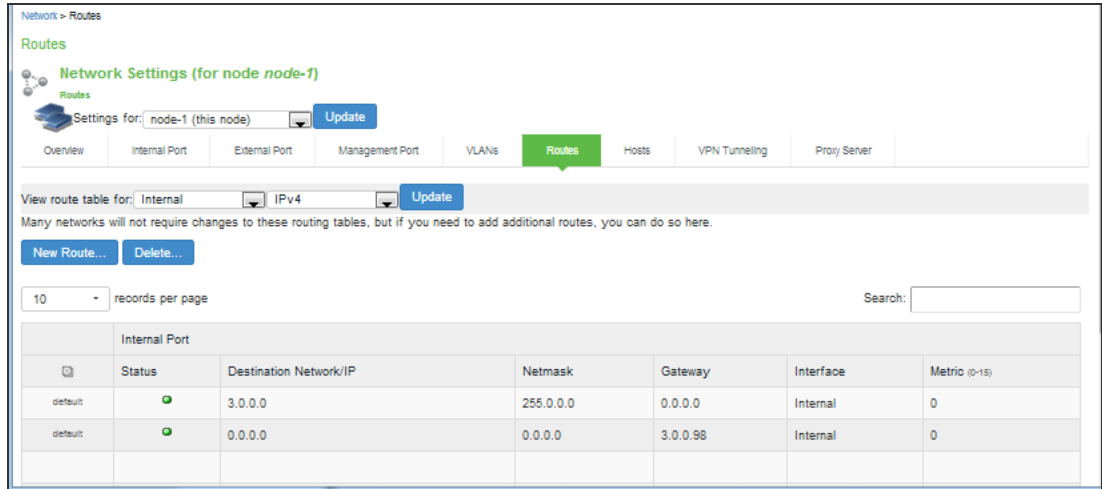 Network > Routes
Routes
Network Settings (for node node-1)
Routes
Settings for: node-1 (this node) Update
Overview Internal Port External Port Management Port VLANs Routes Hosts VPN Tunneling Proxy Server
View route table for: Internal IPv4 Update
Many networks will not require changes to these routing tables, but if you need to add additional routes, you can do so here.
New Route... Delete...
10 records per page Search:
Internal Port
Status Destination Network/IP Netmask Gateway Interface Metric (0-15)
default 3.0.0.0 255.0.0.0 0.0.0.0 Internal 0
default 0.0.0.0 0.0.0.0 3.0.0.98 Internal 0